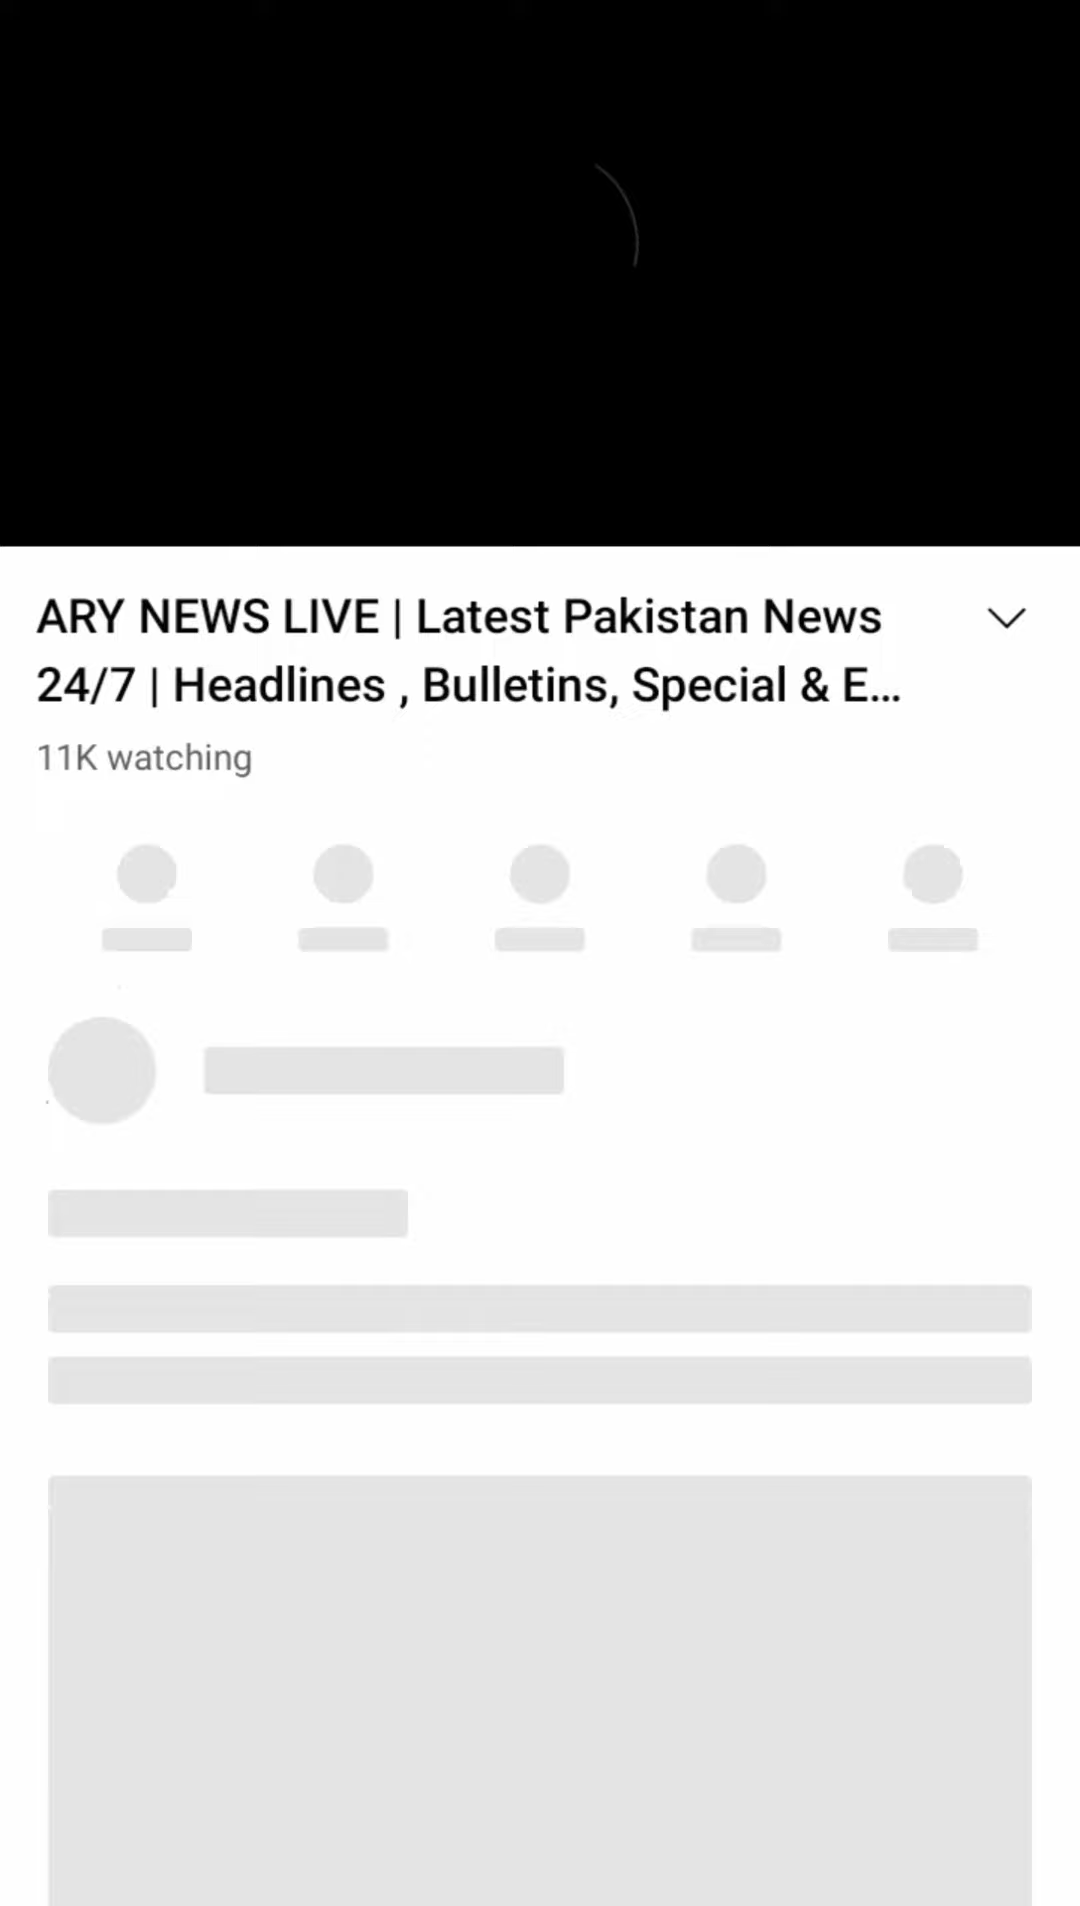 ARY NEWS LIVE | Latest Pakistan News
24/7 | Headlines , Bulletins, Special & E...
11K watching